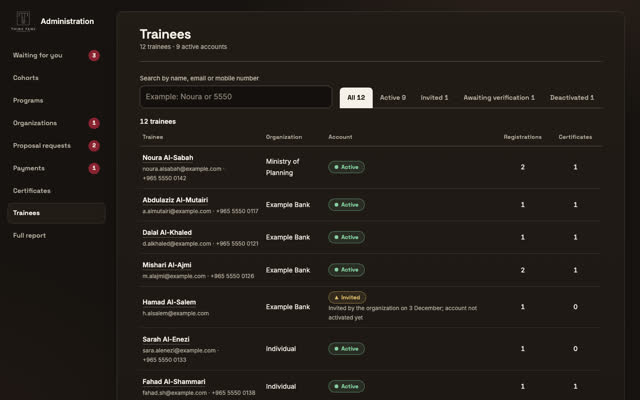 THINK FEMS
Administration
Waiting for you 3
Cohorts
Programs
Organizations 1
Proposal requests 2
Payments 1
Certificates
Trainees
Full report
Trainees
12 trainees · 9 active accounts
Search by name, email or mobile number
Example: Noura or 5550
All 12
Active 9
Invited 1
Awaiting verification 1
Deactivated 1
12 trainees
Trainee Organization Account Registrations Certificates
Noura Al-Sabah
noura.alsabah@example.com ·
+965 5550 0142
Ministry of
Planning
Active
2
1
Abdulaziz Al-Mutairi
a.almutairi@example.com · +965 5550 0117
Example Bank
Active
1
1
Dalal Al-Khaled
d.alkhaled@example.com · +965 5550 0121
Example Bank
Active
1
1
Mishari Al-Ajmi
m.alajmi@example.com · +965 5550 0126
Example Bank
Active
2
1
Hamad Al-Salem
h.alsalem@example.com
Example Bank
Invited
Invited by the organization on 3 December; account not
activated yet
1
0
Sarah Al-Enezi
sara.alenezi@example.com ·
+965 5550 0133
Individual
Active
1
0
Fahad Al-Shammari
fahad.sh@example.com · +965 5550 0138
Individual
Active
1
1